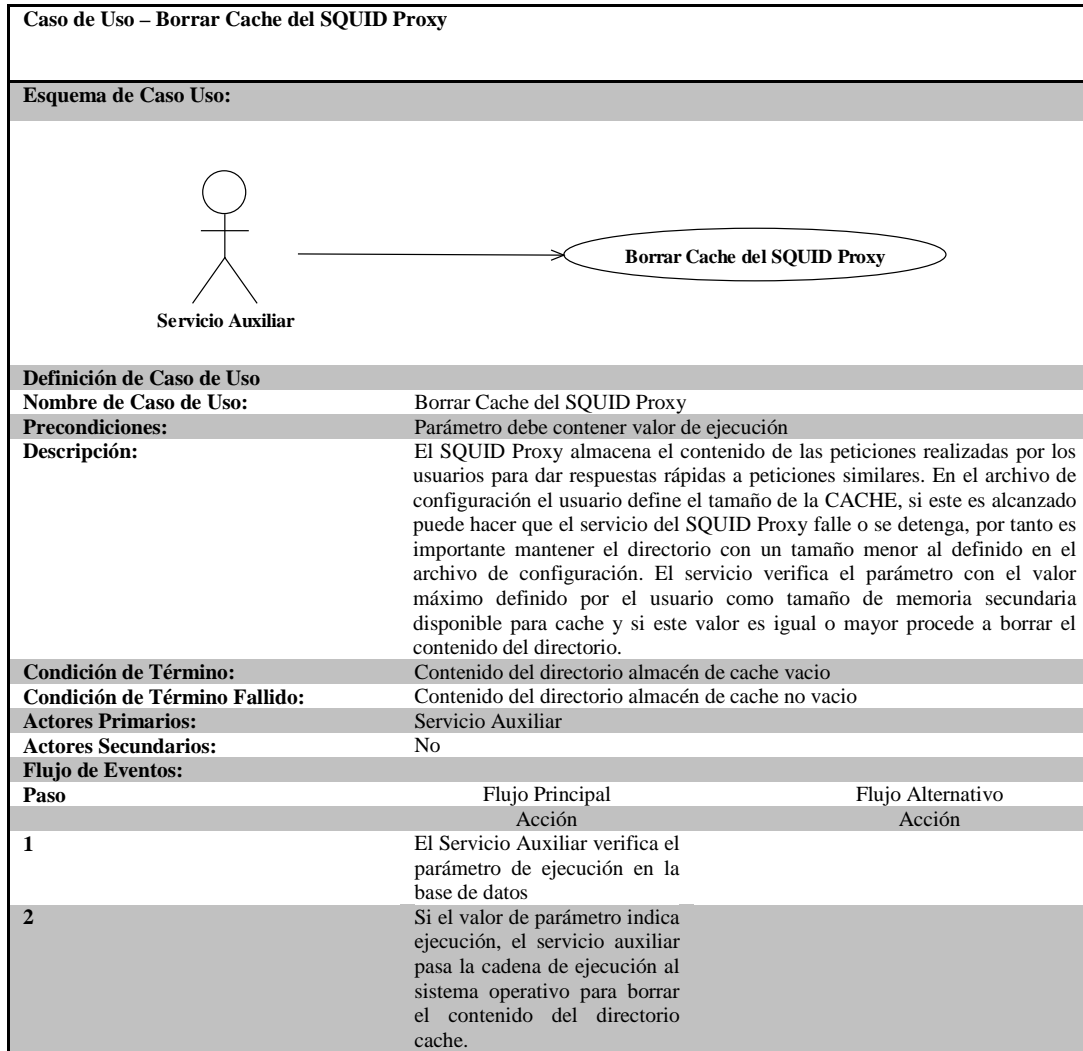 Caso de Uso – Borrar Cache del SQUID Proxy
Esquema de Caso Uso:
Borrar Cache del SQUID Proxy
Servicio Auxiliar
Definición de Caso de Uso
Nombre de Caso de Uso: Borrar Cache del SQUID Proxy
Precondiciones: Parámetro debe contener valor de ejecución
Descripción: El SQUID Proxy almacena el contenido de las peticiones realizadas por los
usuarios para dar respuestas rápidas a peticiones similares. En el archivo de
configuración el usuario define el tamaño de la CACHE, si este es alcanzado
puede hacer que el servicio del SQUID Proxy falle o se detenga, por tanto es
importante mantener el directorio con un tamaño menor al definido en el
archivo de configuración. El servicio verifica el parámetro con el valor
máximo definido por el usuario como tamaño de memoria secundaria
disponible para cache y si este valor es igual o mayor procede a borrar el
contenido del directorio.
Condición de Término: Contenido del directorio almacén de cache vacio
Condición de Término Fallido: Contenido del directorio almacén de cache no vacio
Actores Primarios: Servicio Auxiliar
Actores Secundarios: No
Flujo de Eventos:
Paso Flujo Principal Flujo Alternativo
Acción Acción
1 El Servicio Auxiliar verifica el
parámetro de ejecución en la
base de datos
2 Si el valor de parámetro indica
ejecución, el servicio auxiliar
pasa la cadena de ejecución al
sistema operativo para borrar
el contenido del directorio
cache.